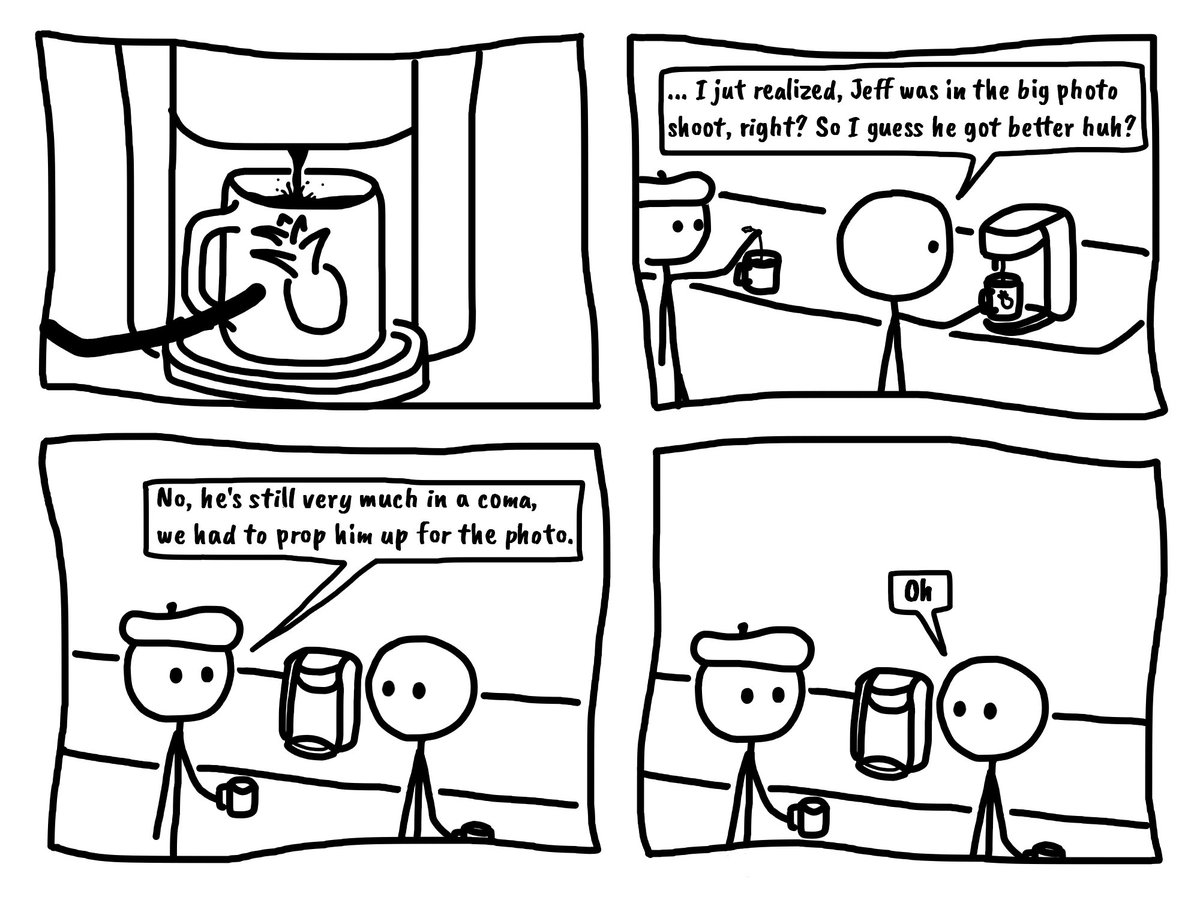 ... I jut realized, Jeff was in the big photo
shoot, right? So I guess he got better huh?
No, he's still very much in a coma,
we had to prop him up for the photo.
Oh